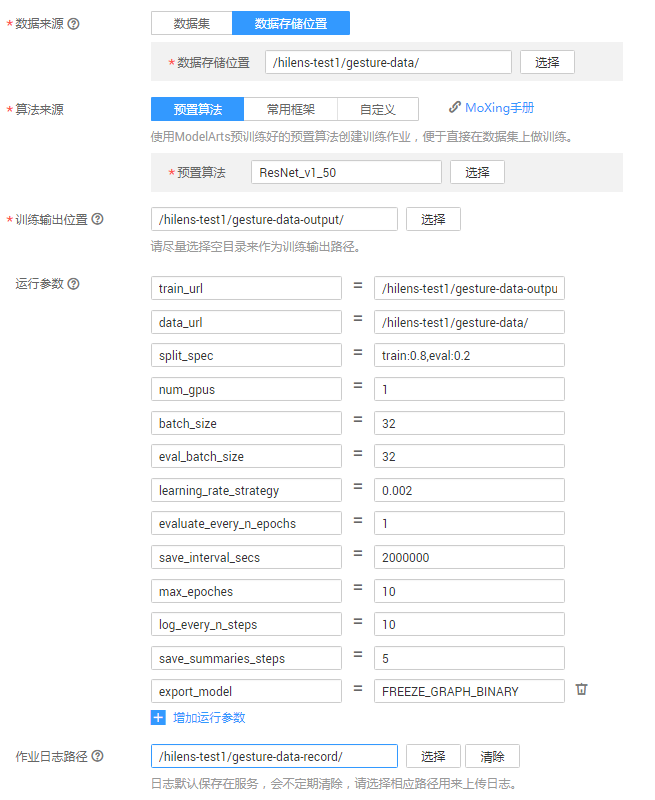 * 数据来源 ? 数据集 数据存储位置
* 数据存储位置 /hilens-test1/gesture-data/ 选择
* 算法来源 预置算法 常用框架 自定义 MoXing手册
使用ModelArts预训练好的预置算法创建训练作业，便于直接在数据集上做训练。
* 预置算法 ResNet_v1_50 选择
* 训练输出位置 ? /hilens-test1/gesture-data-output/ 选择
请尽量选择空目录来作为训练输出路径。
运行参数 ? train_url = /hilens-test1/gesture-data-outpu
data_url = /hilens-test1/gesture-data/
split_spec = train:0.8,eval:0.2
num_gpus = 1
batch_size = 32
eval_batch_size = 32
learning_rate_strategy = 0.002
evaluate_every_n_epochs = 1
save_interval_secs = 2000000
max_epoches = 10
log_every_n_steps = 10
save_summaries_steps = 5
export_model = FREEZE_GRAPH_BINARY
+ 增加运行参数
作业日志路径 ? /hilens-test1/gesture-data-record/ 选择 清除
日志默认保存在服务，会不定期清除，请选择相应路径用来上传日志。